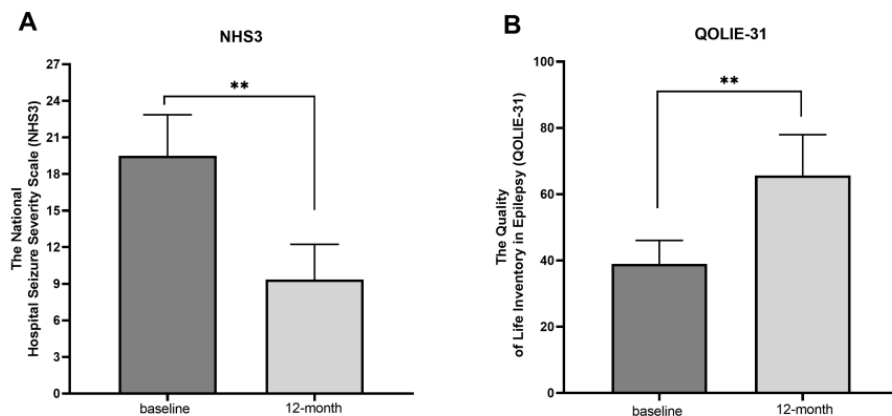 A
NHS3
The National
Hospital Seizure Severity Scale (NHS3)
27
24
21
18
15
12
9
6
3
0
**
baseline
12-month
B
QOLIE-31
The Quality
of Life Inventory in Epilepsy (QOLIE-31)
100
80
60
40
20
0
**
baseline
12-month